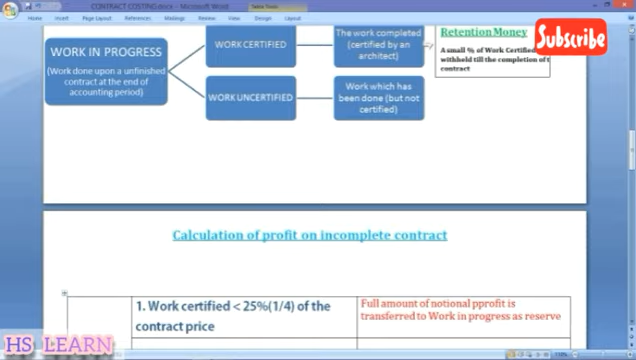 CONTRACT COSTING.docx - Microsoft Word
Table Tools
Home
Insert
Page Layout
References
Mailings
Review
View
Design
Layout
WORK IN PROGRESS
(Work done upon a unfinished
contract at the end of
accounting period)
WORK CERTIFIED
The work completed
(certified by an
architect)
WORK UNCERTIFIED
Work which has
been done (but not
certified)
Retention Money
A small % of Work Certified
withheld till the completion of t
contract
Subscribe
Calculation of profit on incomplete contract
1. Work certified < 25%(1/4) of the
contract price
Full amount of notional pprofit is
transferred to Work in progress as reserve
HS LEARN